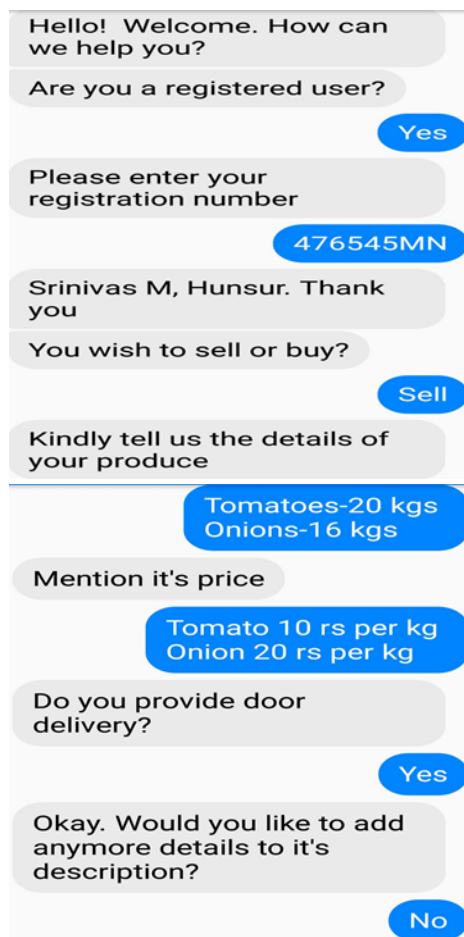 Hello!  Welcome. How can
we help you?
Are you a registered user?
Yes
Please enter your
registration number
476545MN
Srinivas M, Hunsur. Thank
you
You wish to sell or buy?
Sell
Kindly tell us the details of
your produce
Tomatoes-20 kgs
Onions-16 kgs
Mention it's price
Tomato 10 rs per kg
Onion 20 rs per kg
Do you provide door
delivery?
Yes
Okay. Would you like to add
anymore details to it's
description?
No